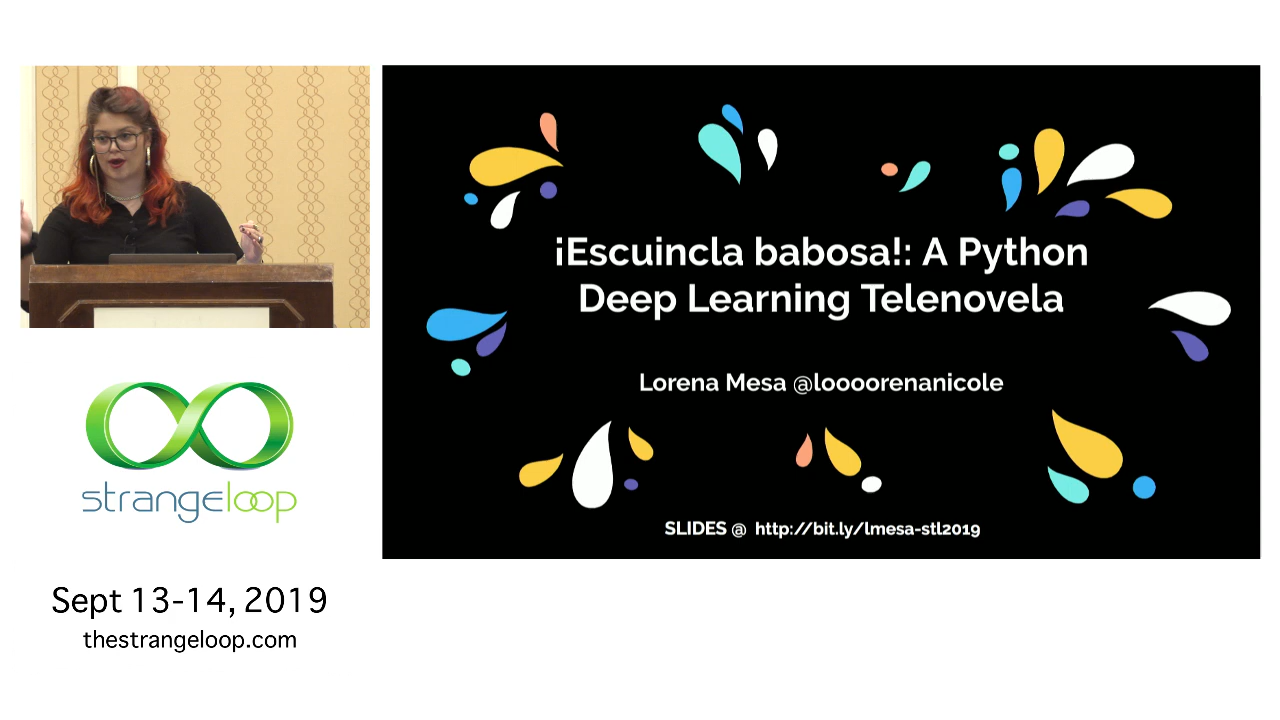 ¡Escuincla babosa!: A Python
Deep Learning Telenovela
Lorena Mesa @loooorenanicole
SLIDES @ http://bit.ly/lmesa-stl2019
strangeloop
Sept 13-14, 2019
thestrangeloop.com